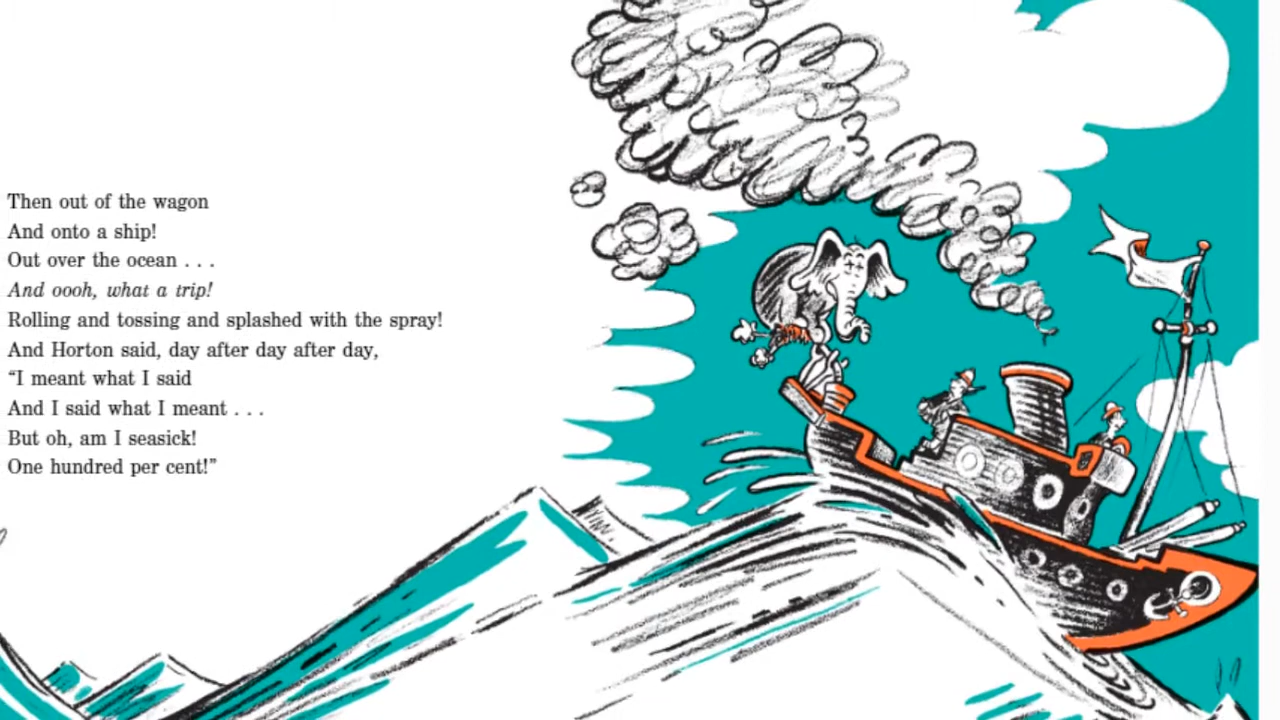 Then out of the wagon
And onto a ship!
Out over the ocean . . .
And oooh, what a trip!
Rolling and tossing and splashed with the spray!
And Horton said, day after day after day,
“I meant what I said
And I said what I meant . . .
But oh, am I seasick!
One hundred per cent!”